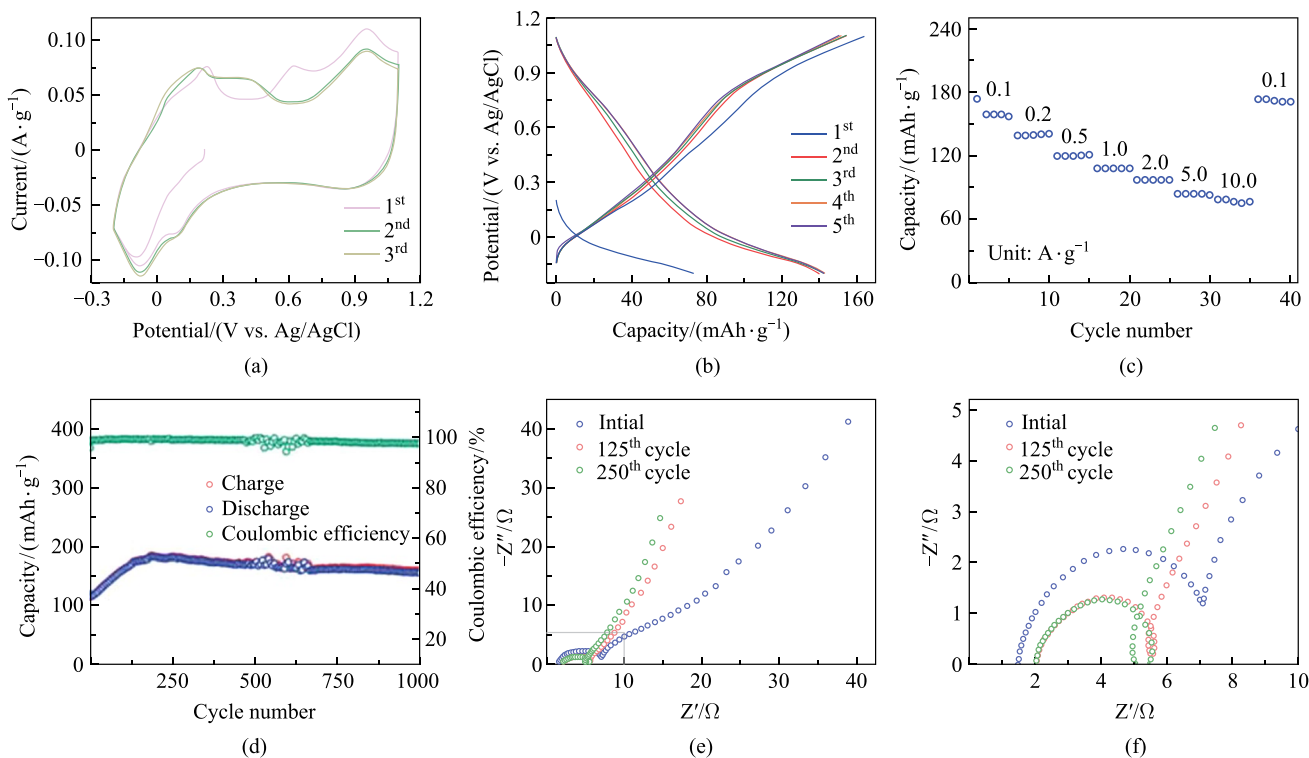 0.10
0.05
0
−0.05
−0.10
−0.3
0
0.3
0.6
0.9
1.2
Current/(A·g⁻¹)
Potential/(V vs. Ag/AgCl)
1ˢᵗ
2ⁿᵈ
3ʳᵈ
(a)
1.2
0.9
0.6
0.3
0
0
40
80
120
160
Potential/(V vs. Ag/AgCl)
Capacity/(mAh·g⁻¹)
1ˢᵗ
2ⁿᵈ
3ʳᵈ
4ᵗʰ
5ᵗʰ
(b)
240
180
120
60
0
0
10
20
30
40
Capacity/(mAh·g⁻¹)
Cycle number
0.1
0.2
0.5
1.0
2.0
5.0
10.0
0.1
Unit: A·g⁻¹
(c)
400
300
200
100
0
250
500
750
1000
100
80
60
40
20
Capacity/(mAh·g⁻¹)
Coulombic efficiency/%
Cycle number
Charge
Discharge
Coulombic efficiency
(d)
40
30
20
10
0
10
20
30
40
−Z″/Ω
Z′/Ω
Intial
125ᵗʰ cycle
250ᵗʰ cycle
(e)
5
4
3
2
1
0
2
4
6
8
10
−Z″/Ω
Z′/Ω
Intial
125ᵗʰ cycle
250ᵗʰ cycle
(f)